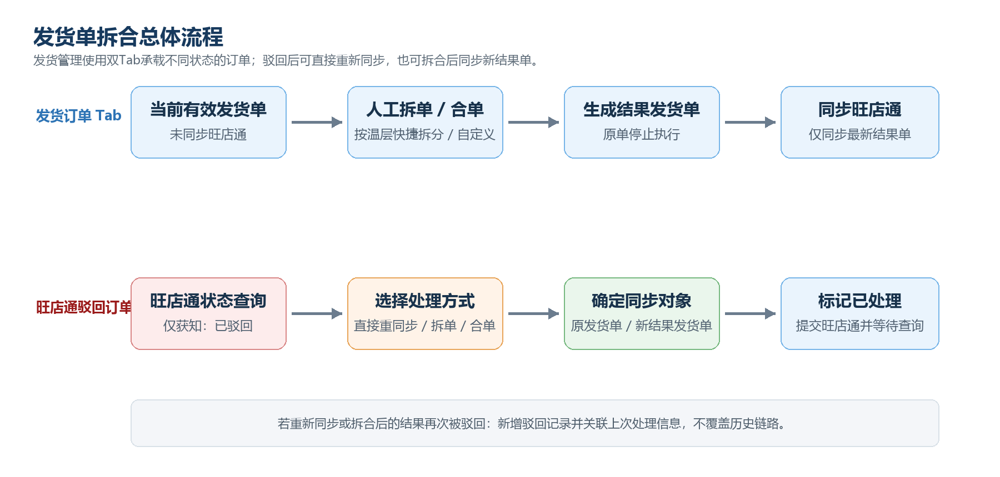 发货单拆合总体流程
发货管理使用双Tab承载不同状态的订单；驳回后可直接重新同步，也可拆合后同步新结果单。
发货订单 Tab
当前有效发货单
未同步旺店通
人工拆单 / 合单
按温层快捷拆分 / 自定义
生成结果发货单
原单停止执行
同步旺店通
仅同步最新结果单
旺店通驳回订单
旺店通状态查询
仅获知：已驳回
选择处理方式
直接重同步 / 拆单 / 合单
确定同步对象
原发货单 / 新结果发货单
标记已处理
提交旺店通并等待查询
若重新同步或拆合后的结果再次被驳回：新增驳回记录并关联上次处理信息，不覆盖历史链路。